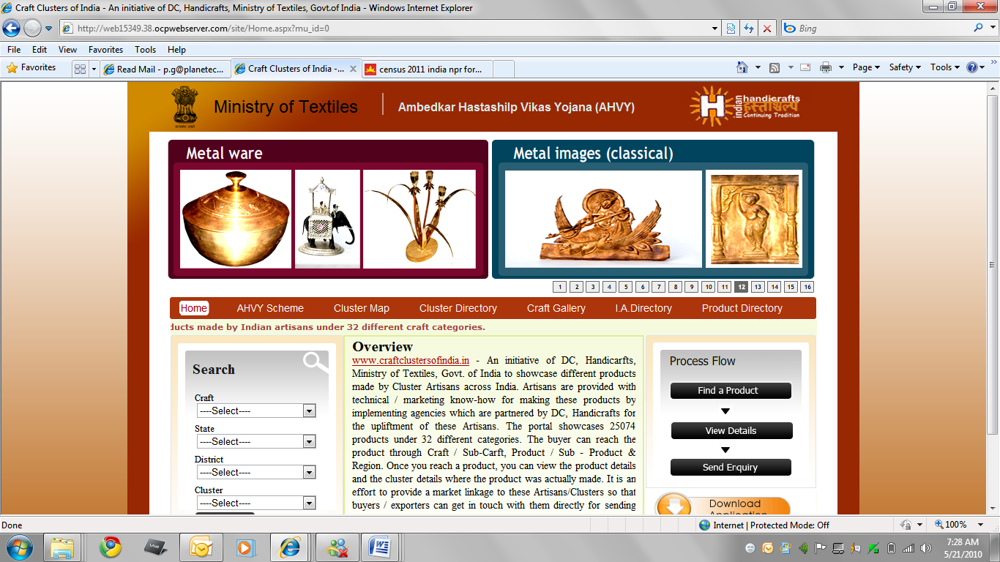 Craft Clusters of India - An initiative of DC, Handicrafts, Ministry of Textiles, Govt.of India - Windows Internet Explorer
http://web15349.38.ocpwebserver.com/site/Home.aspx?mu_id=0
Bing
File Edit View Favorites Tools Help
Favorites
Read Mail - p.g@planetec...
Craft Clusters of India -...
census 2011 india npr for...
Page Safety Tools
Ministry of Textiles
Ambedkar Hastashilp Vikas Yojana (AHVY)
indian handicrafts
हस्तशिल्प
Continuing Tradition
Metal ware
Metal images (classical)
1 2 3 4 5 6 7 8 9 10 11 12 13 14 15 16
Home AHVY Scheme Cluster Map Cluster Directory Craft Gallery I.A.Directory Product Directory
ducts made by Indian artisans under 32 different craft categories.
Search
Craft
----Select----
State
----Select----
District
----Select----
Cluster
----Select----
Overview
www.craftclustersofindia.in - An initiative of DC, Handicarfts,
Ministry of Textiles, Govt. of India to showcase different products
made by Cluster Artisans across India. Artisans are provided with
technical / marketing know-how for making these products by
implementing agencies which are partnered by DC, Handicrafts for
the upliftment of these Artisans. The portal showcases 25074
products under 32 different categories. The buyer can reach the
product through Craft / Sub-Carft, Product / Sub - Product &
Region. Once you reach a product, you can view the product details
and the cluster details where the product was actually made. It is an
effort to provide a market linkage to these Artisans/Clusters so that
buyers / exporters can get in touch with them directly for sending
Process Flow
Find a Product
View Details
Send Enquiry
Download
Application
Done
Internet | Protected Mode: Off
100%
7:28 AM
5/21/2010